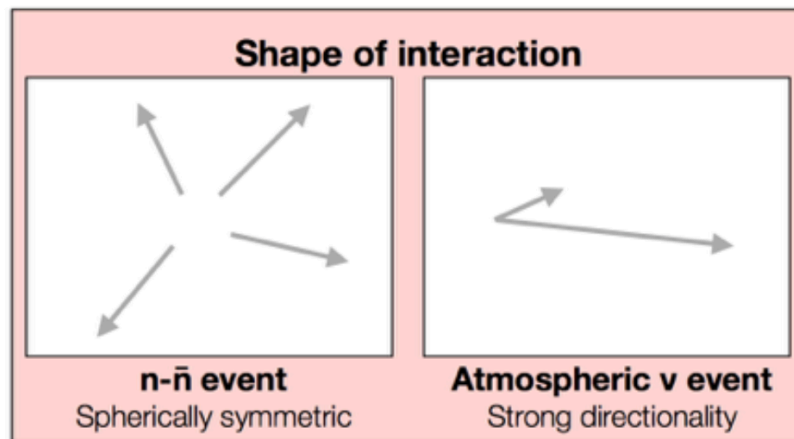 Shape of interaction
n-n̄ event
Spherically symmetric
Atmospheric ν event
Strong directionality